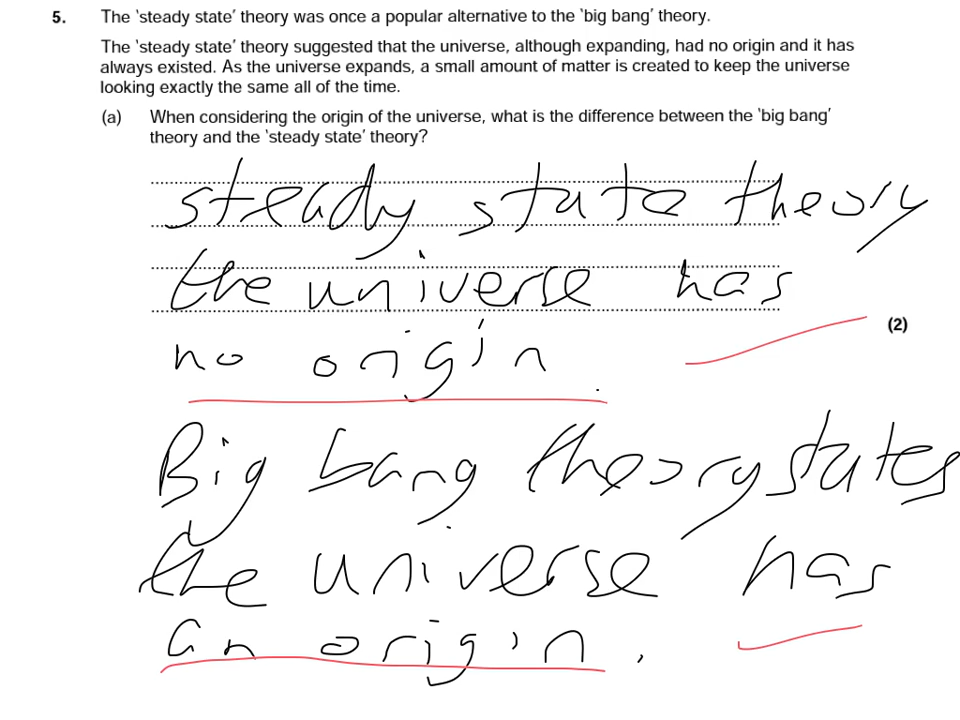 5. The 'steady state' theory was once a popular alternative to the 'big bang' theory.
The 'steady state' theory suggested that the universe, although expanding, had no origin and it has
always existed. As the universe expands, a small amount of matter is created to keep the universe
looking exactly the same all of the time.
(a) When considering the origin of the universe, what is the difference between the 'big bang'
theory and the 'steady state' theory?
steady state theory
the universe has
(2)
no origin.
Big bang theory states
the universe has
an origin.